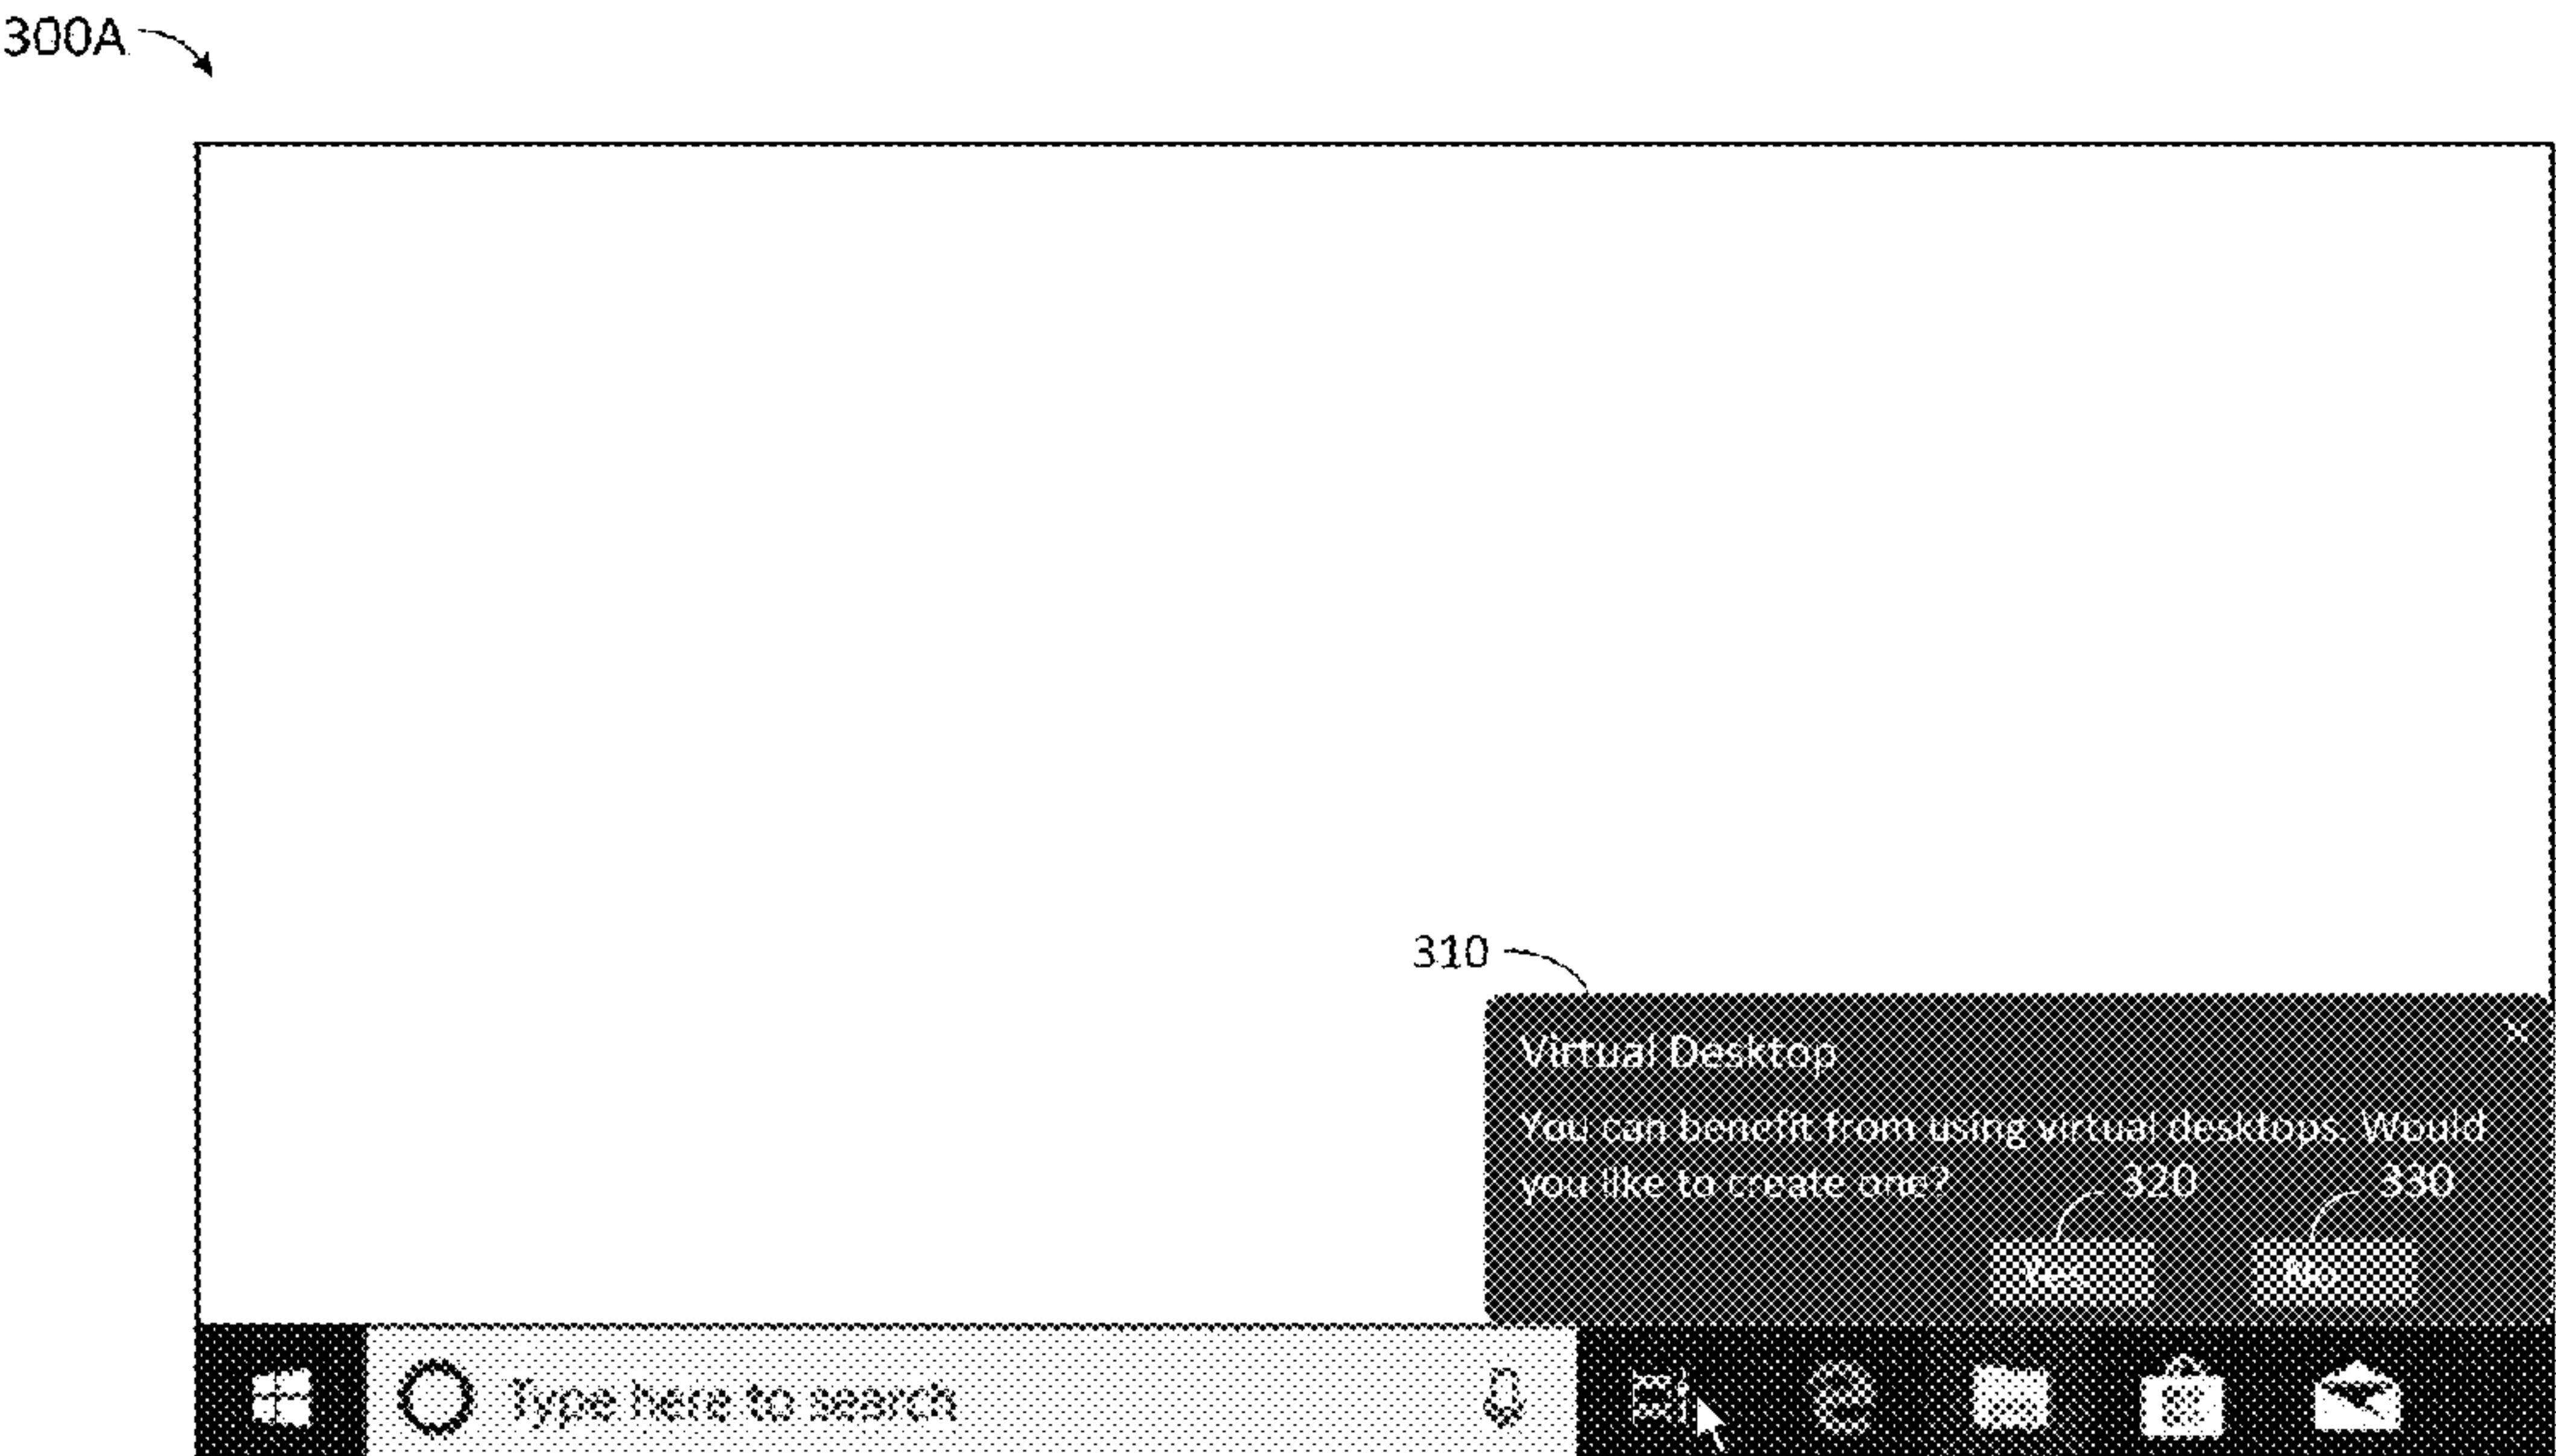 300A
310
Virtual Desktop
You can benefit from using virtual desktops. Would
you like to create one?
320
330
Yes
No
Type here to search